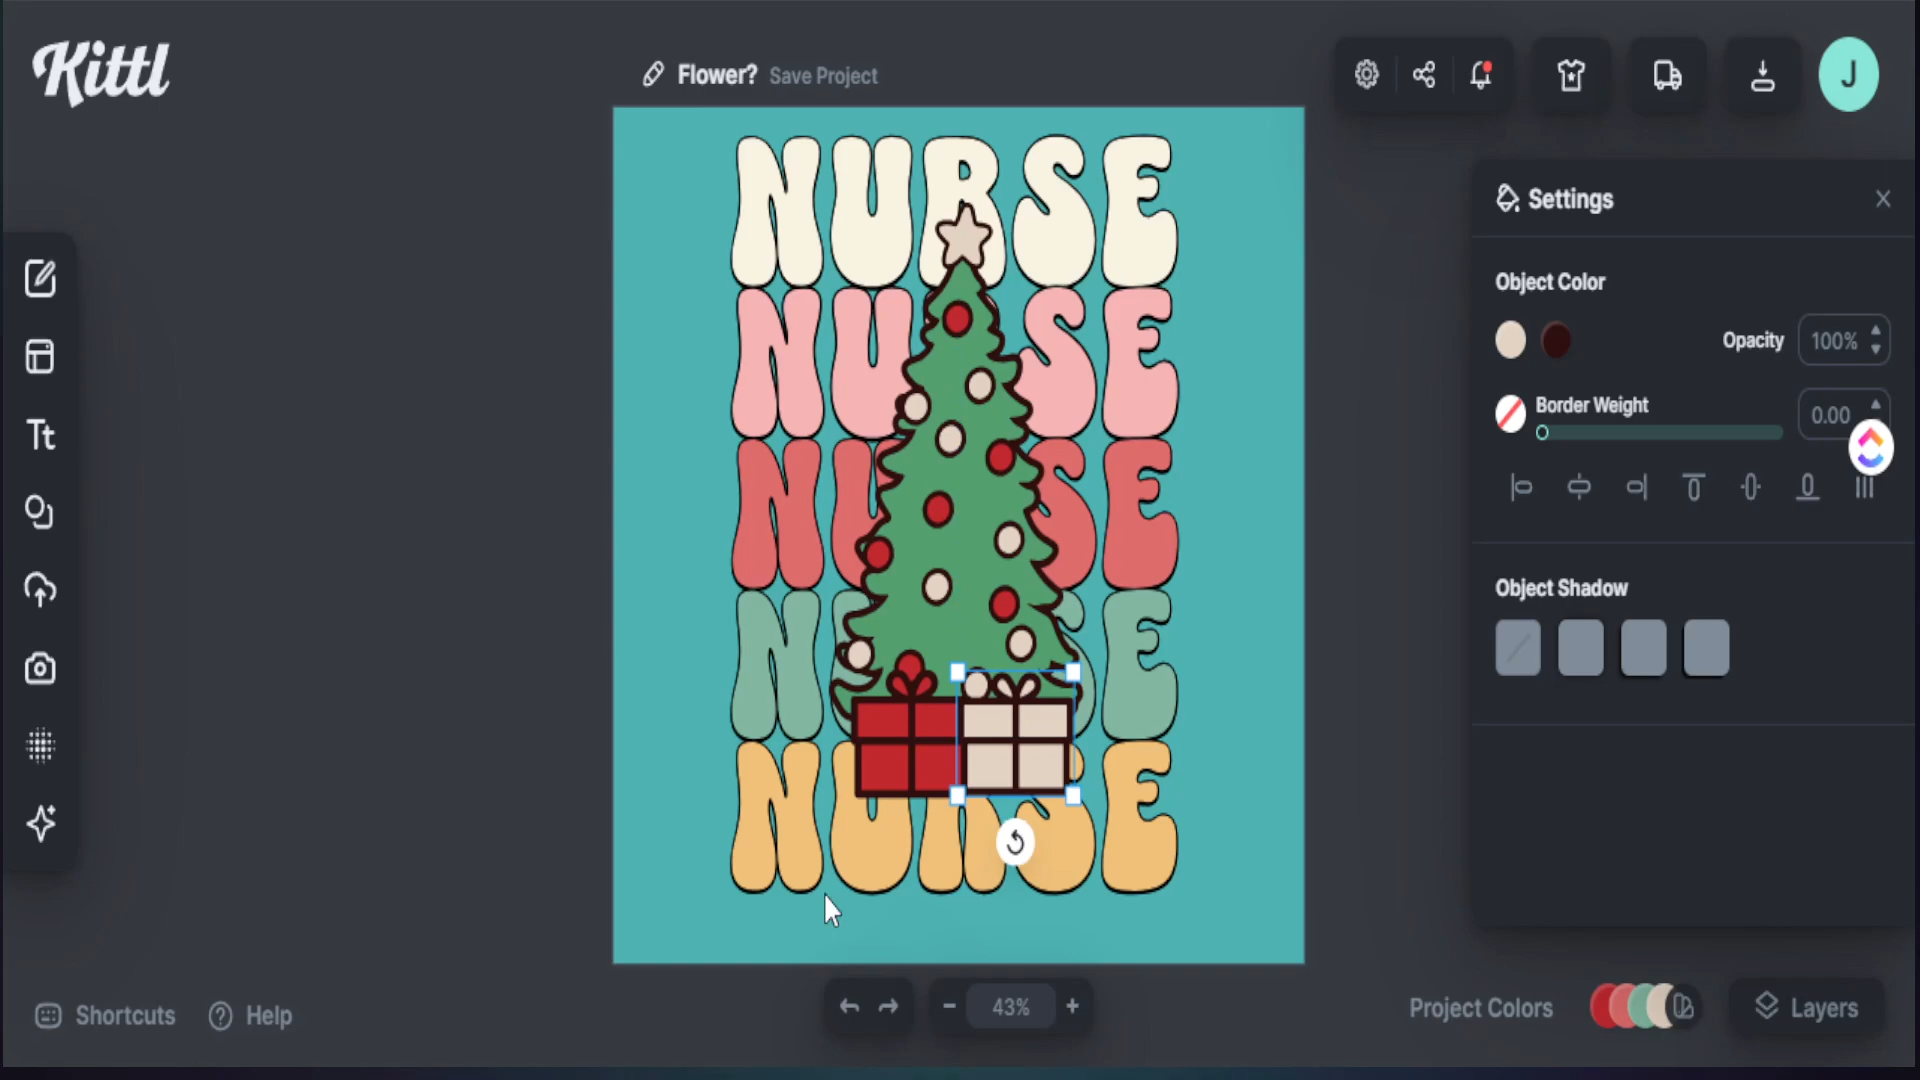 Kittl
Flower? Save Project
J
NURSE
NURSE
NURSE
NURSE
NURSE
Settings
Object Color
Opacity 100%
Border Weight 0.00
Object Shadow
Tt
Shortcuts Help
43%
Project Colors
Layers